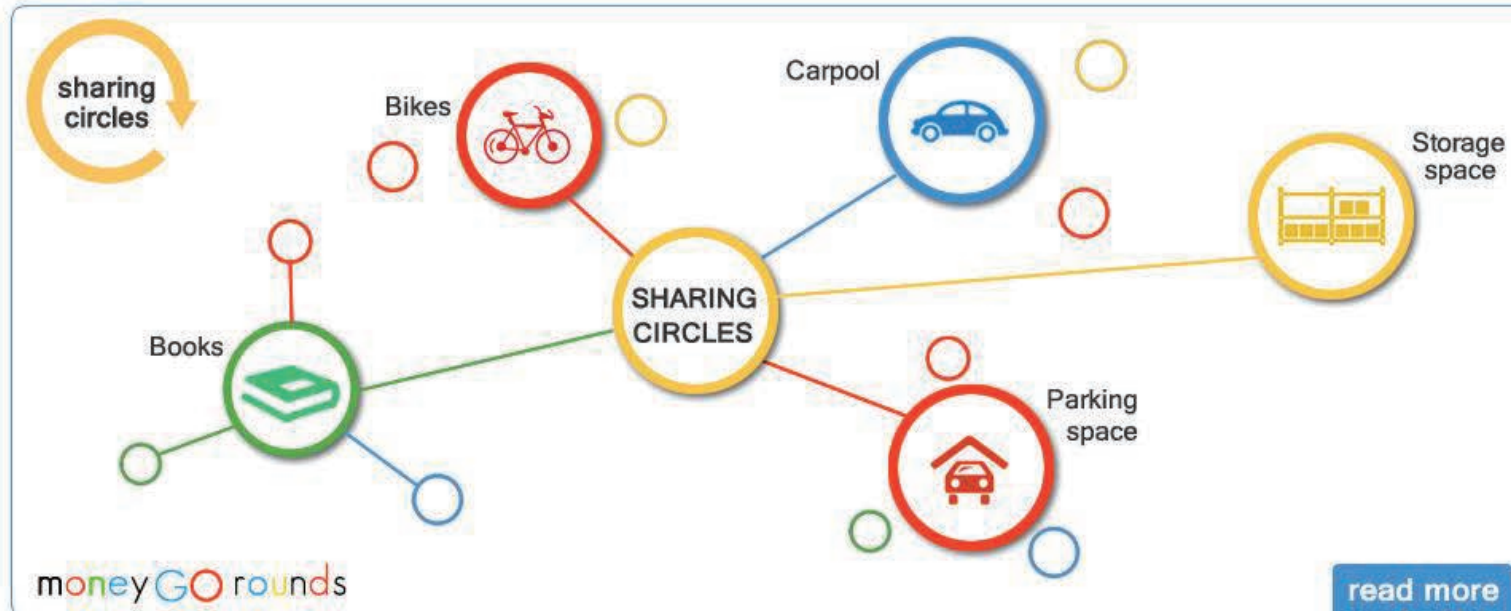 sharing
circles
Bikes
Carpool
Storage
space
SHARING
CIRCLES
Books
Parking
space
moneyGOrounds
read more